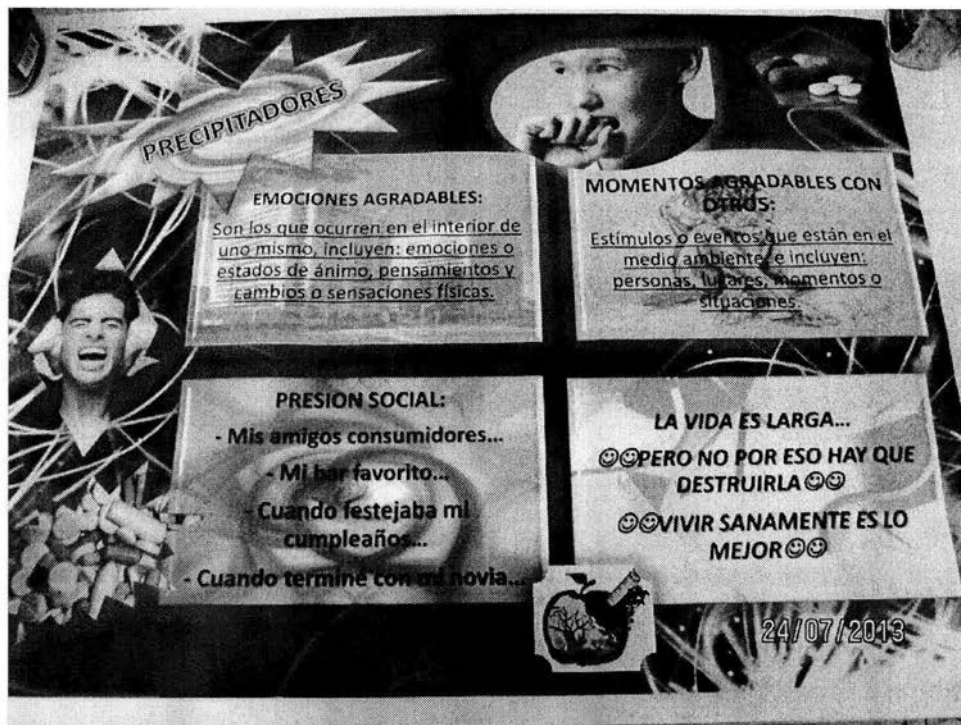 PRECIPITADORES
EMOCIONES AGRADABLES:
Son los que ocurren en el interior de
uno mismo, incluyen: emociones o
estados de ánimo, pensamientos y
cambios o sensaciones físicas.
MOMENTOS AGRADABLES CON
OTROS:
Estímulos o eventos que están en el
medio ambiente, e incluyen:
personas, lugares, momentos o
situaciones.
PRESION SOCIAL:
- Mis amigos consumidores...
- Mi bar favorito...
- Cuando festejaba mi
cumpleaños...
- Cuando terminé con mi novia...
LA VIDA ES LARGA...
☺☺PERO NO POR ESO HAY QUE
DESTRUIRLA☺☺
☺☺VIVIR SANAMENTE ES LO
MEJOR☺☺
24/07/2013